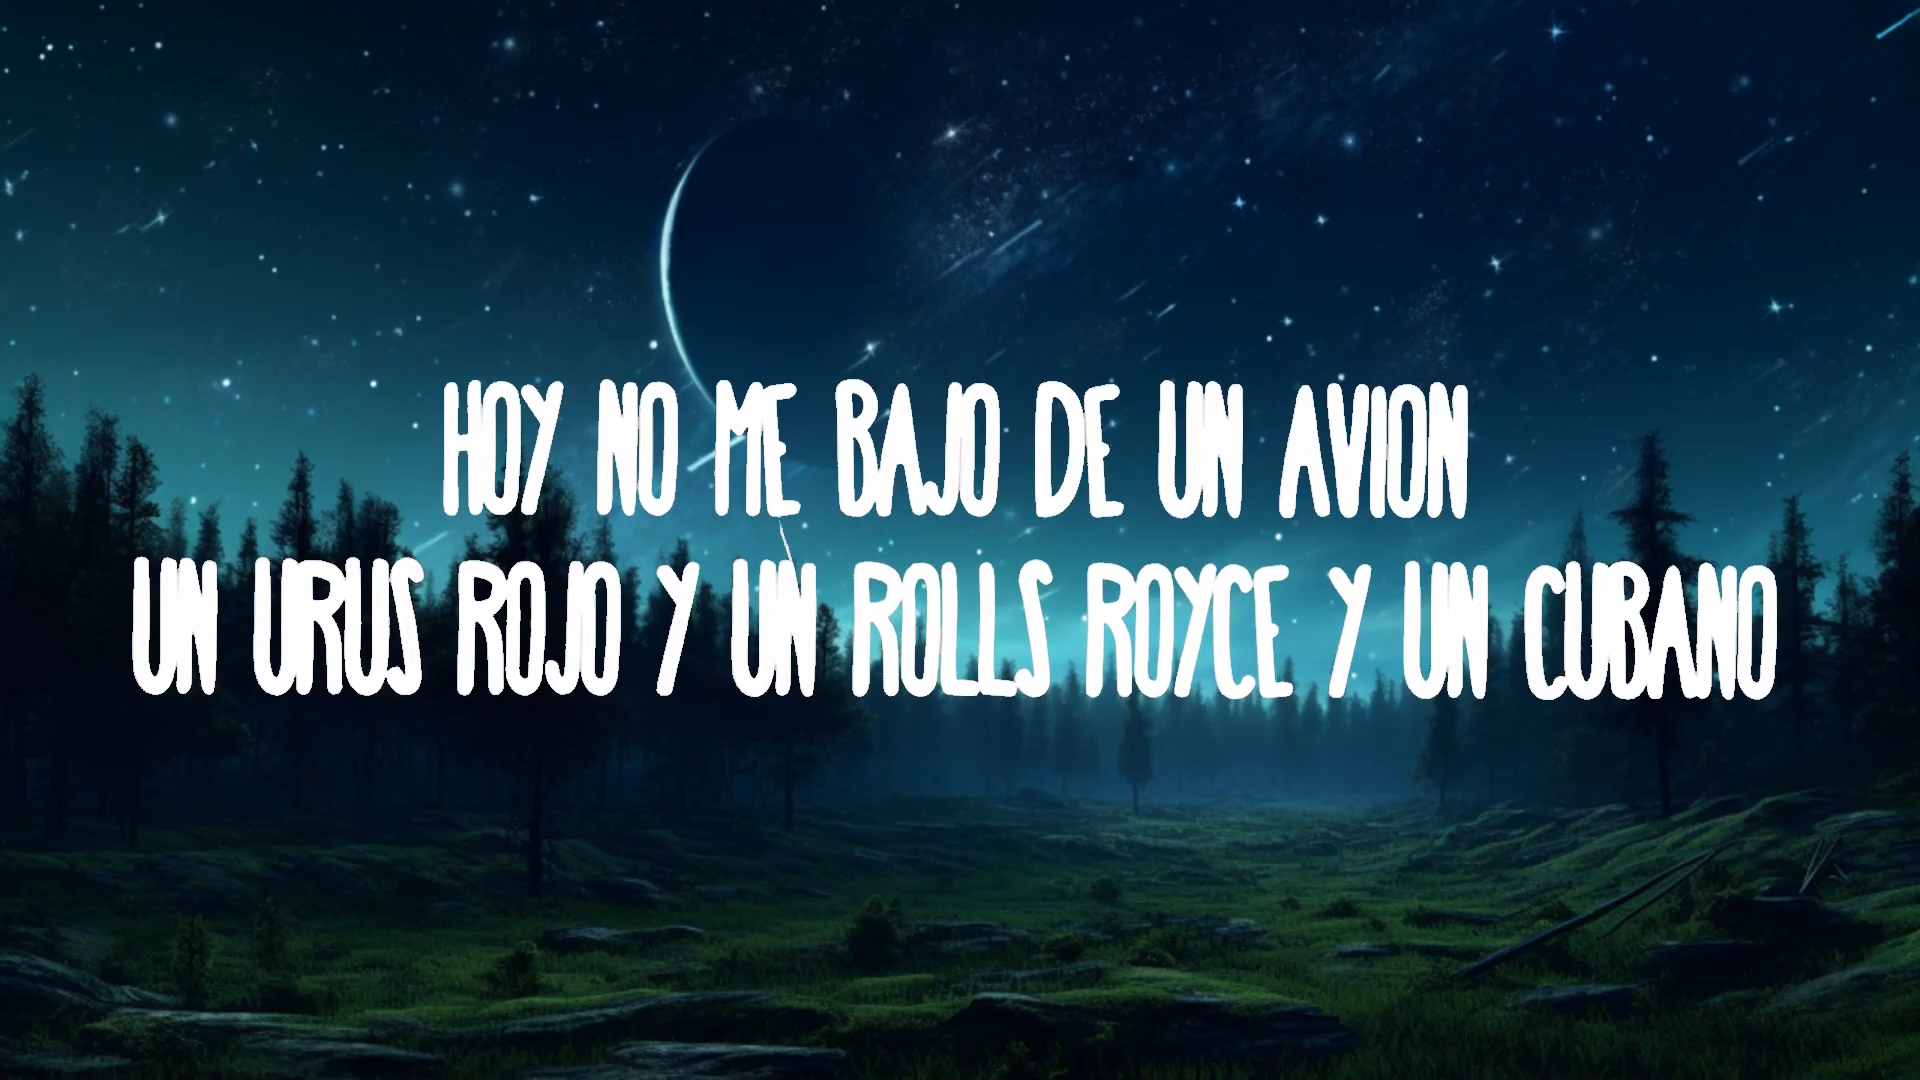 HOY NO ME BAJO DE UN AVION
UN URUS ROJO Y UN ROLLS ROYCE Y UN CUBANO